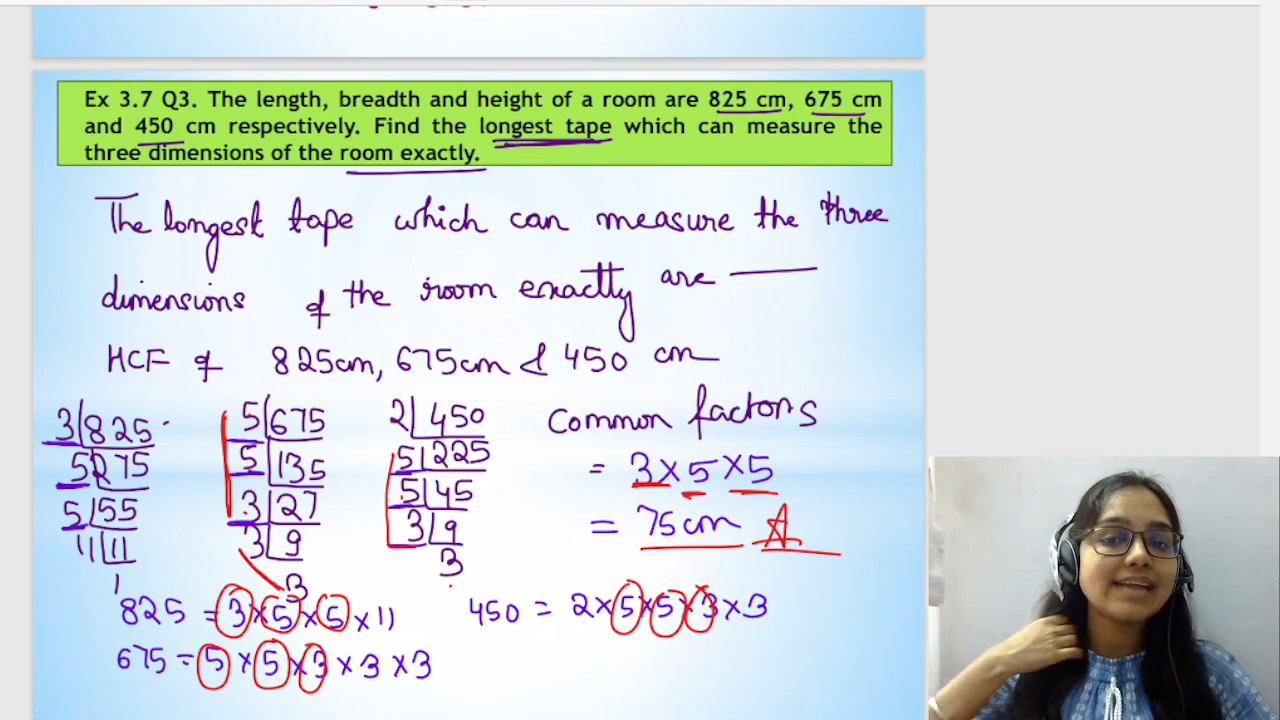 Ex 3.7 Q3. The length, breadth and height of a room are 825 cm, 675 cm
and 450 cm respectively. Find the longest tape which can measure the
three dimensions of the room exactly.
The longest tape which can measure the three
dimensions of the room exactly are
HCF of 825cm, 675cm & 450 cm
3 825
5 275
5 55
11 11
1
5 675
5 135
3 27
3 9
3
2 450
5 225
5 45
3 9
3
Common factors
= 3 × 5 × 5
= 75 cm A
825 = 3 × 5 × 5 × 11
450 = 2 × 5 × 5 × 3 × 3
675 = 5 × 5 × 3 × 3 × 3